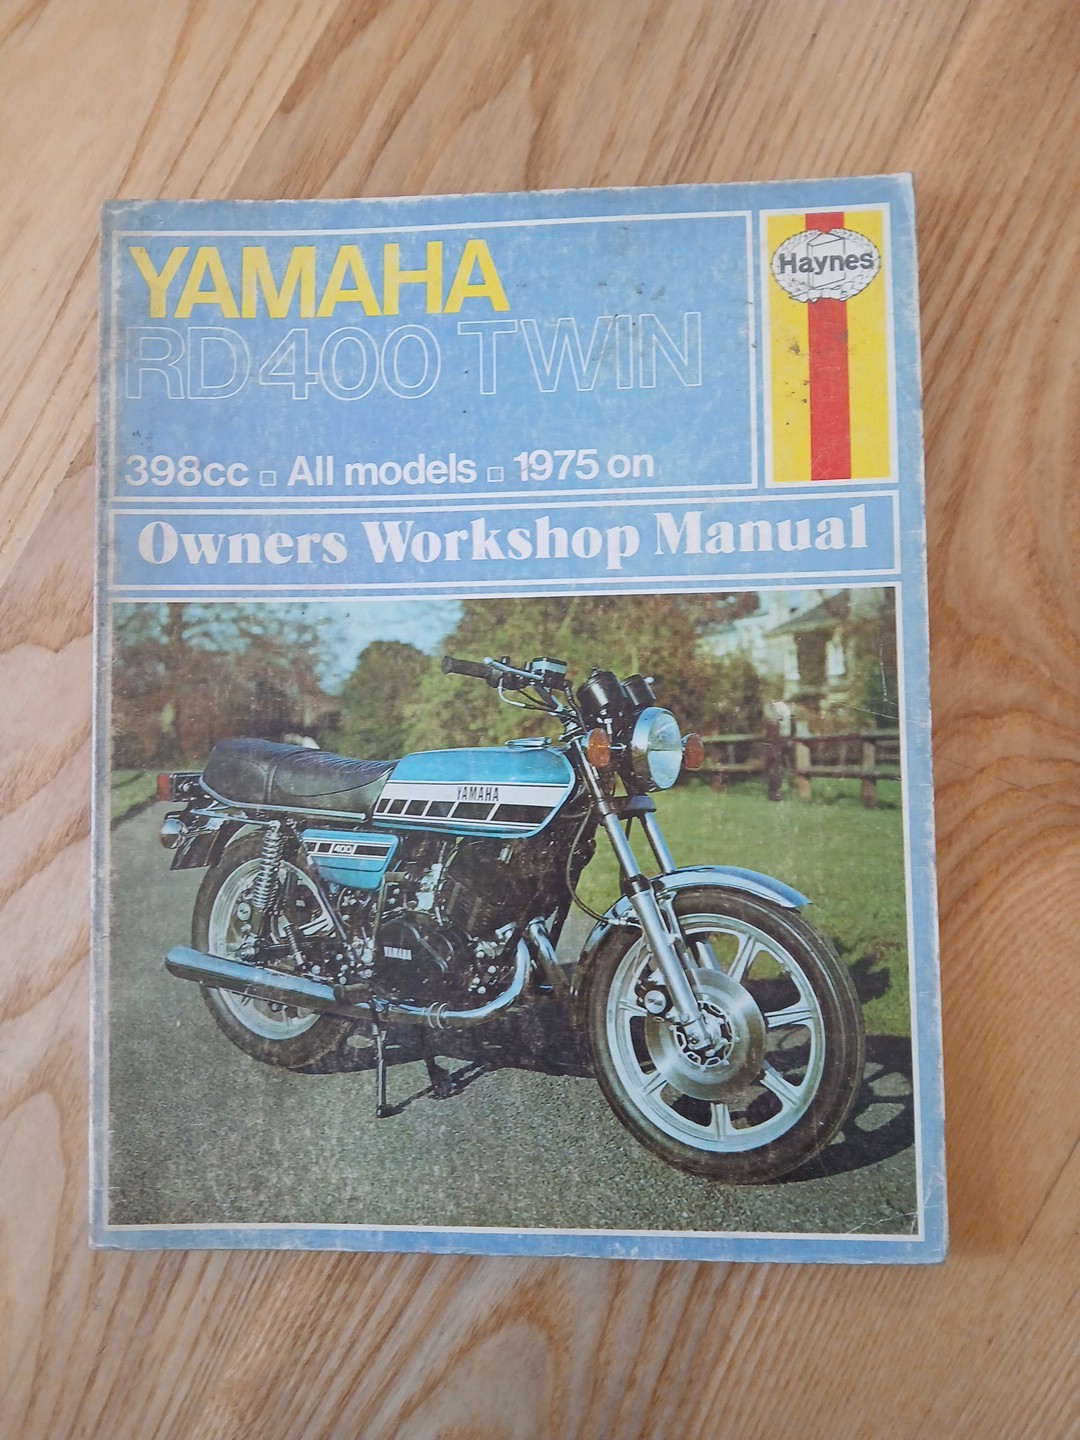 YAMAHA
RD400 TWIN
398cc ▫ All models ▫ 1975 on
Haynes
Owners Workshop Manual
YAMAHA
400
YAMAHA